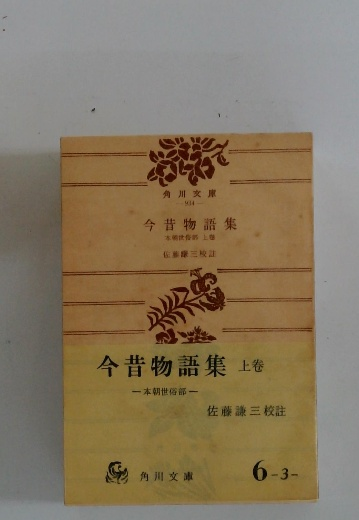 角川文庫
— 934 —
今昔物語集
本朝世俗部 上巻
佐藤謙三校註
今昔物語集 上巻
—本朝世俗部—
佐藤謙三校註
角川文庫
6-3-